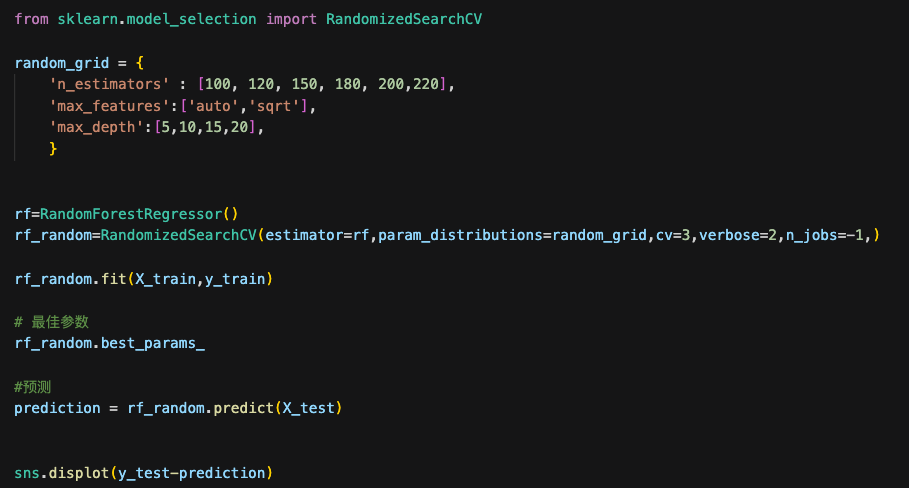 from sklearn.model_selection import RandomizedSearchCV
random_grid = {
'n_estimators' : [100, 120, 150, 180, 200,220],
'max_features':['auto','sqrt'],
'max_depth':[5,10,15,20],
}
rf=RandomForestRegressor()
rf_random=RandomizedSearchCV(estimator=rf,param_distributions=random_grid,cv=3,verbose=2,n_jobs=-1,)
rf_random.fit(X_train,y_train)
# 最佳参数
rf_random.best_params_
#预测
prediction = rf_random.predict(X_test)
sns.displot(y_test-prediction)